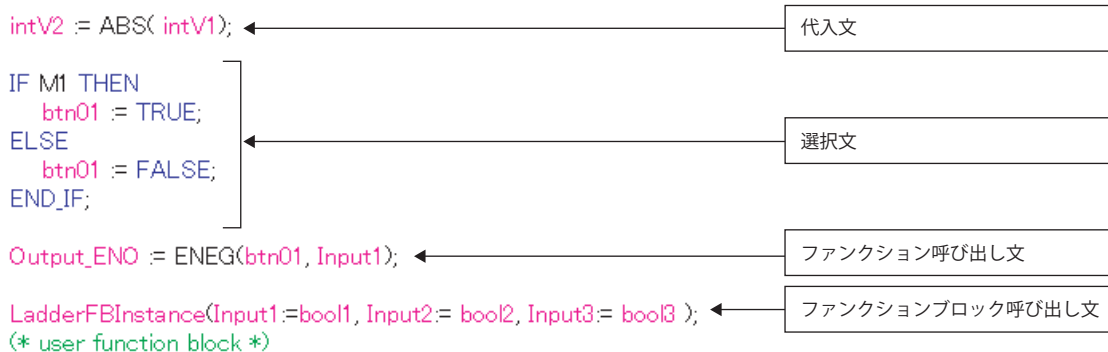 intV2 := ABS( intV1);
代入文
IF M1 THEN
btn01 := TRUE;
ELSE
選択文
btn01 := FALSE;
END_IF;
Output_ENO := ENEG(btn01, Input1);
ファンクション呼び出し文
LadderFBInstance(Input1:=bool1, Input2:= bool2, Input3:= bool3 );
ファンクションブロック呼び出し文
(* user function block *)